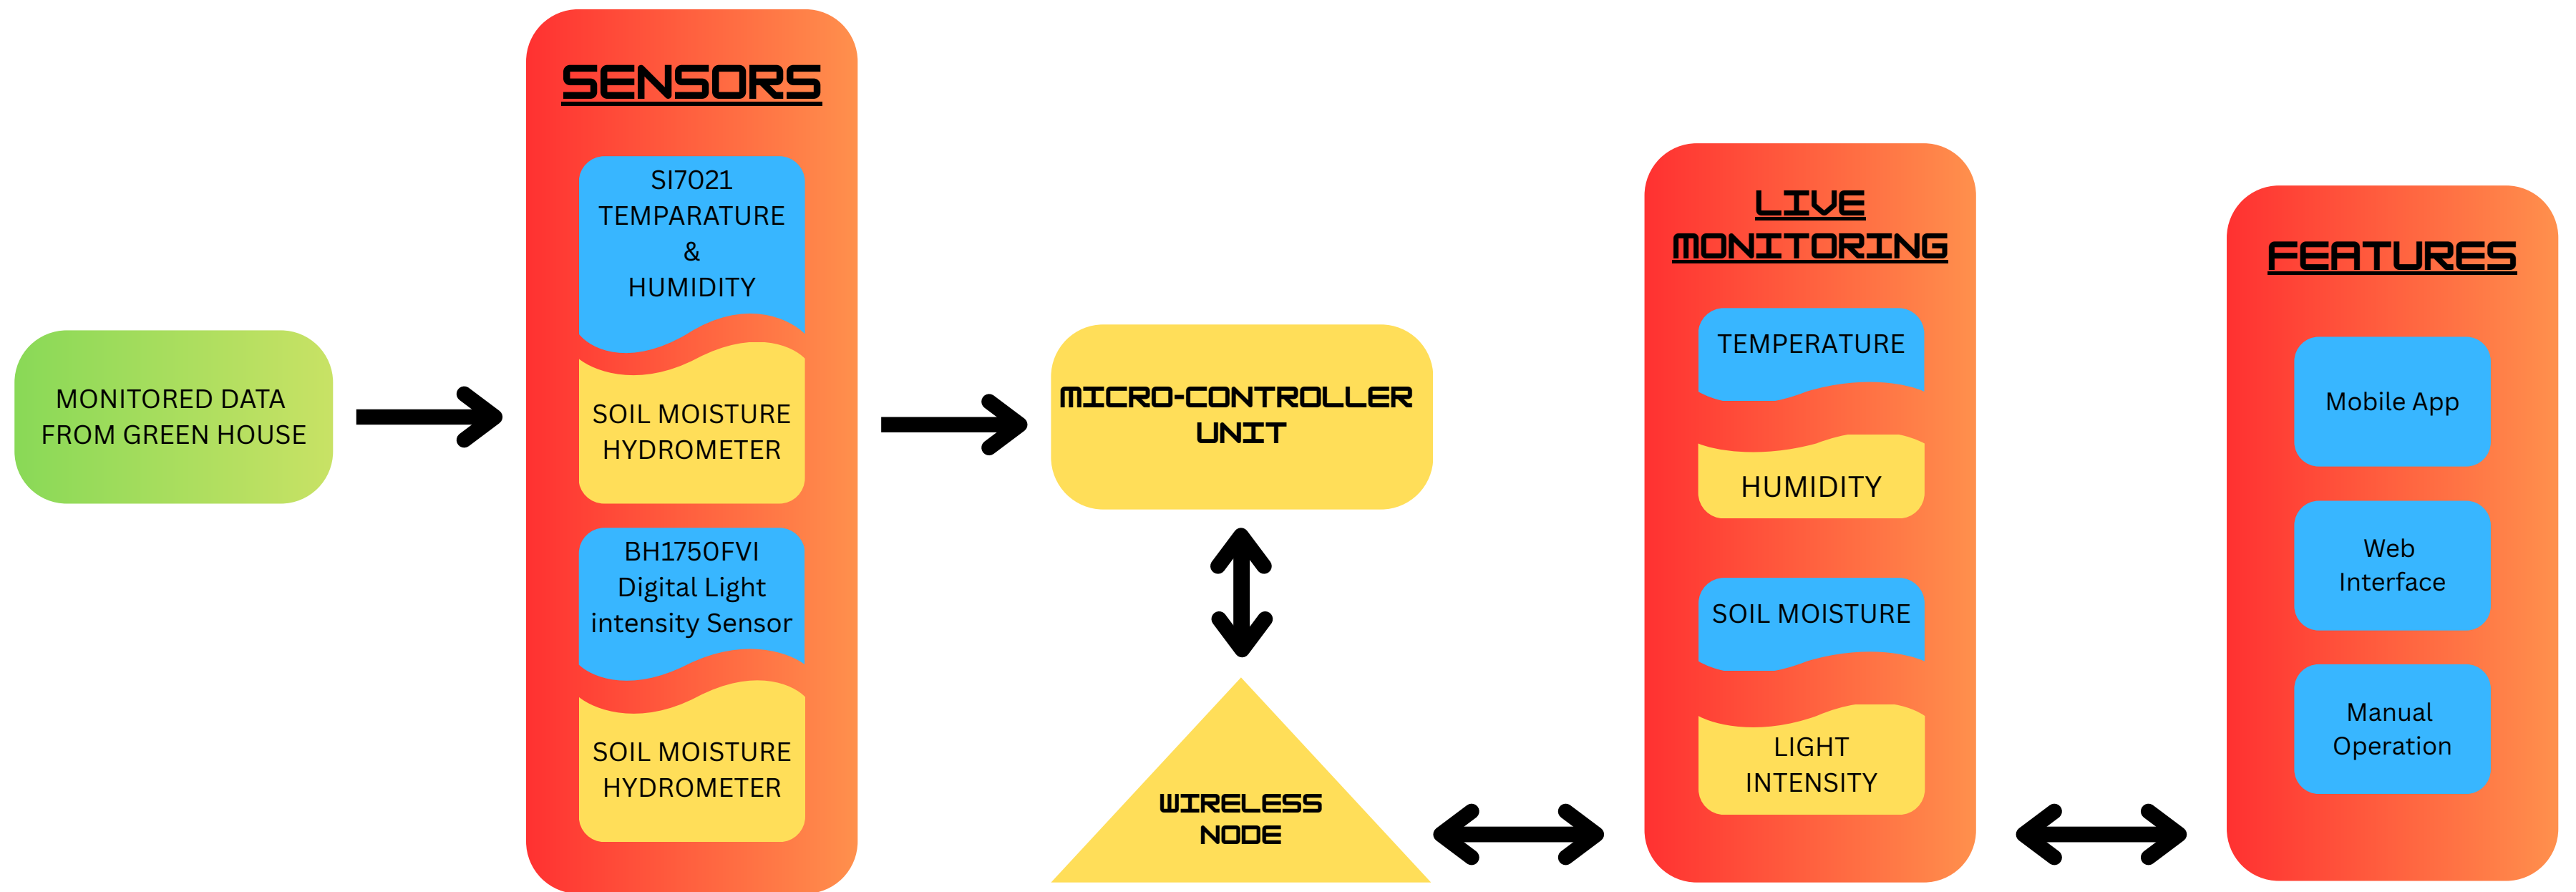 MONITORED DATA
FROM GREEN HOUSE
SENSORS
SI7021
TEMPARATURE
&
HUMIDITY
SOIL MOISTURE
HYDROMETER
BH1750FVI
Digital Light
intensity Sensor
SOIL MOISTURE
HYDROMETER
MICRO-CONTROLLER
UNIT
WIRELESS
NODE
LIVE
MONITORING
TEMPERATURE
HUMIDITY
SOIL MOISTURE
LIGHT
INTENSITY
FEATURES
Mobile App
Web
Interface
Manual
Operation